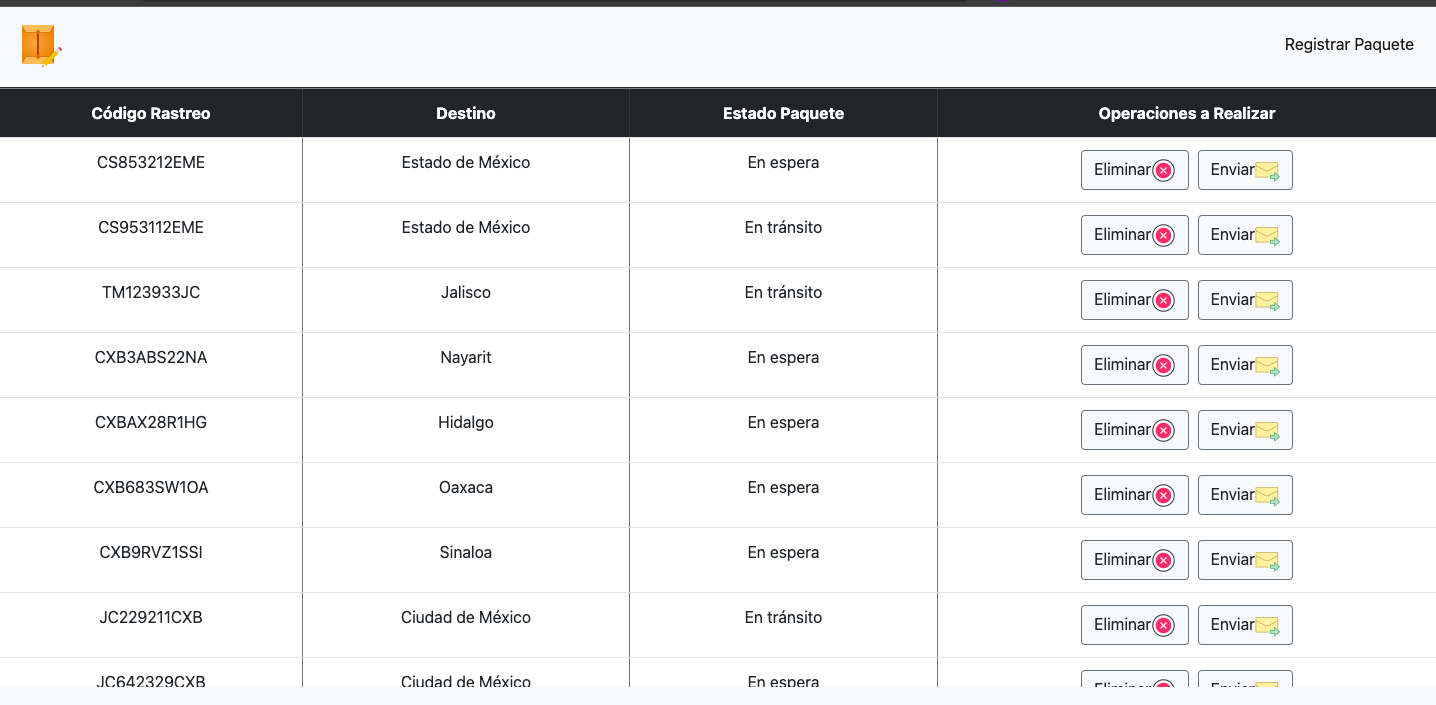 Registrar Paquete
Código Rastreo Destino Estado Paquete Operaciones a Realizar
CS853212EME Estado de México En espera Eliminar Enviar
CS953112EME Estado de México En tránsito Eliminar Enviar
TM123933JC Jalisco En tránsito Eliminar Enviar
CXB3ABS22NA Nayarit En espera Eliminar Enviar
CXBAX28R1HG Hidalgo En espera Eliminar Enviar
CXB683SW1OA Oaxaca En espera Eliminar Enviar
CXB9RVZ1SSI Sinaloa En espera Eliminar Enviar
JC229211CXB Ciudad de México En tránsito Eliminar Enviar
JC642329CXB Ciudad de México En espera Eliminar Enviar